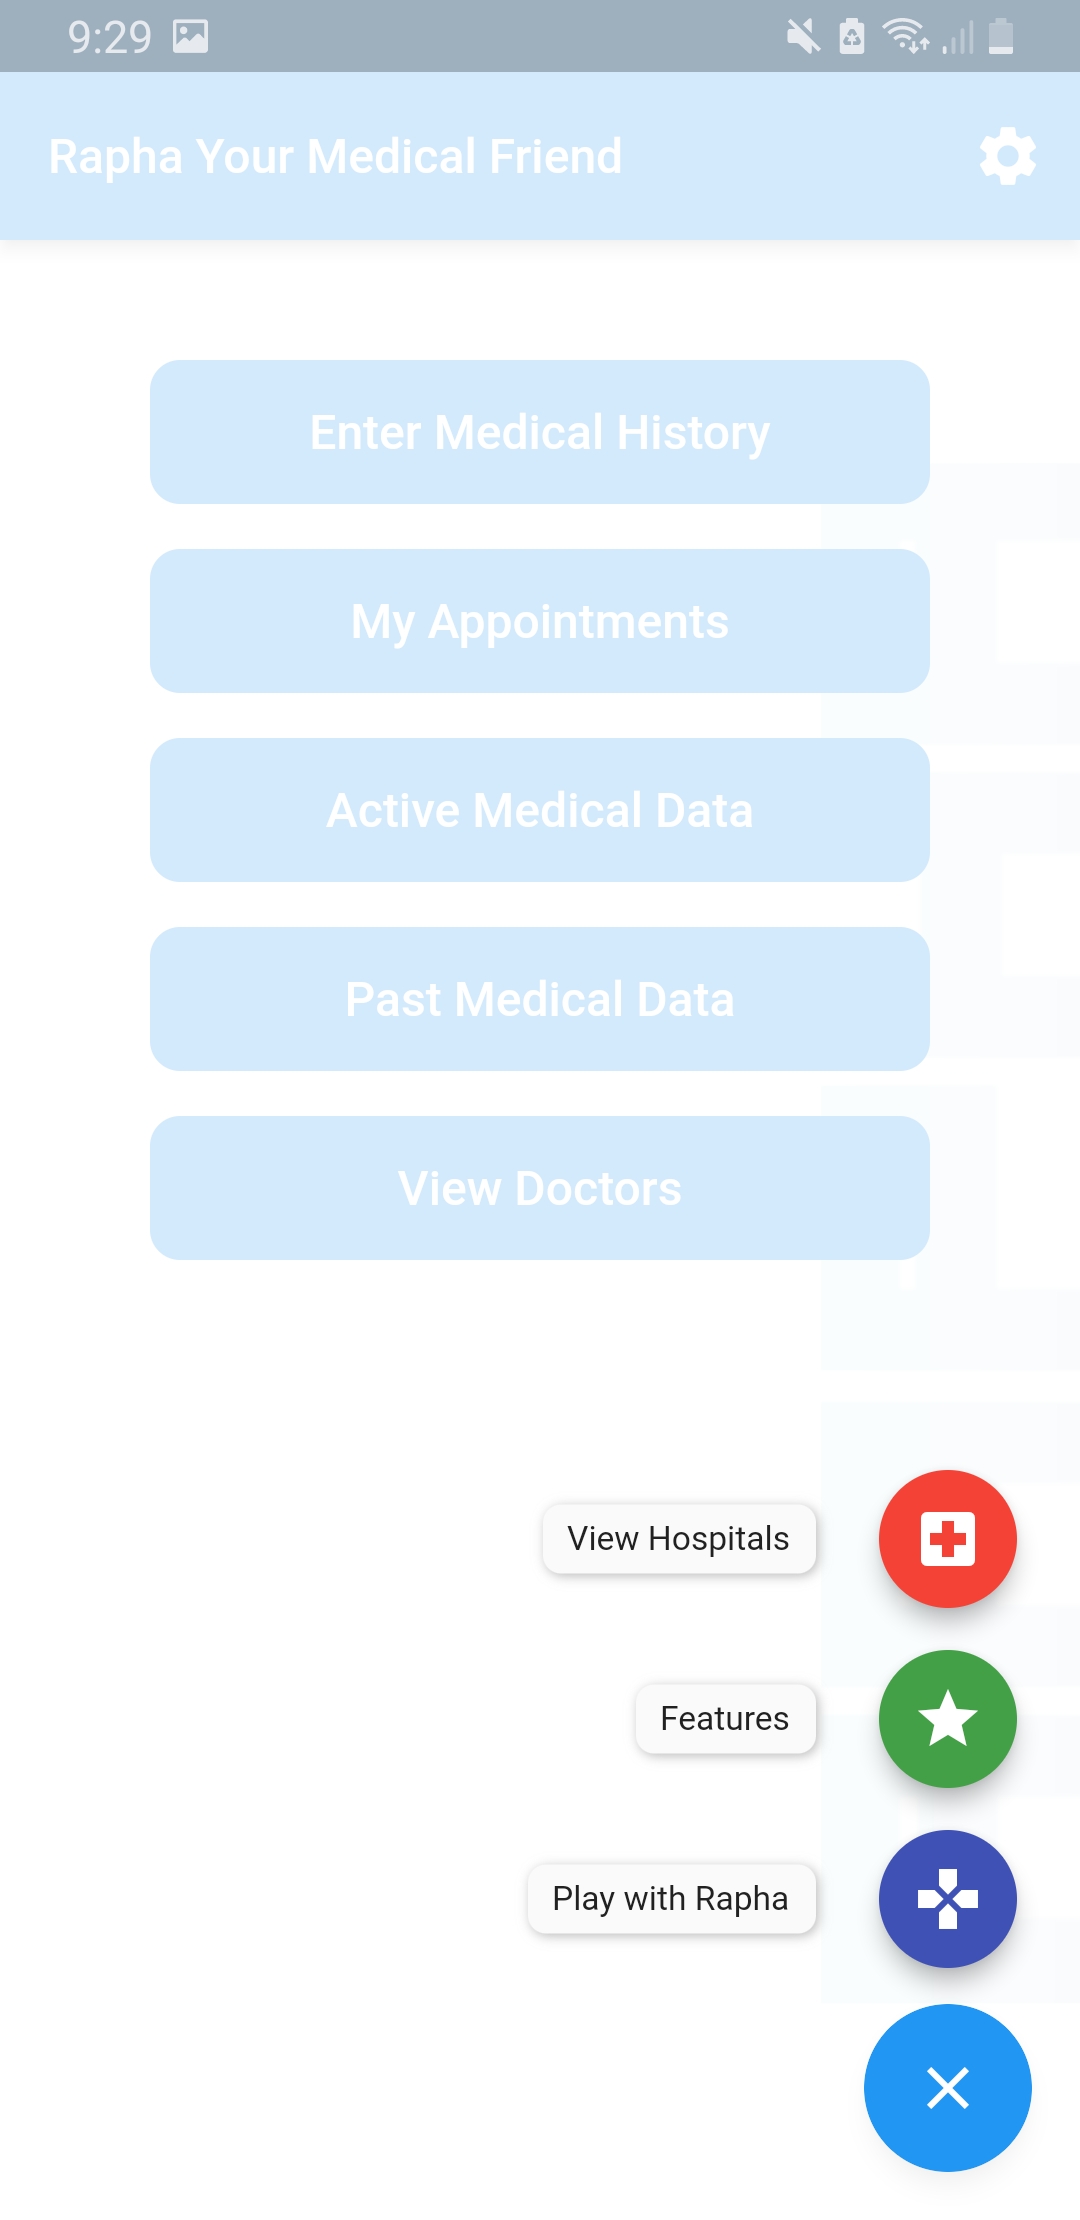 9:29
Rapha Your Medical Friend
Enter Medical History
My Appointments
Active Medical Data
Past Medical Data
View Doctors
View Hospitals
Features
Play with Rapha